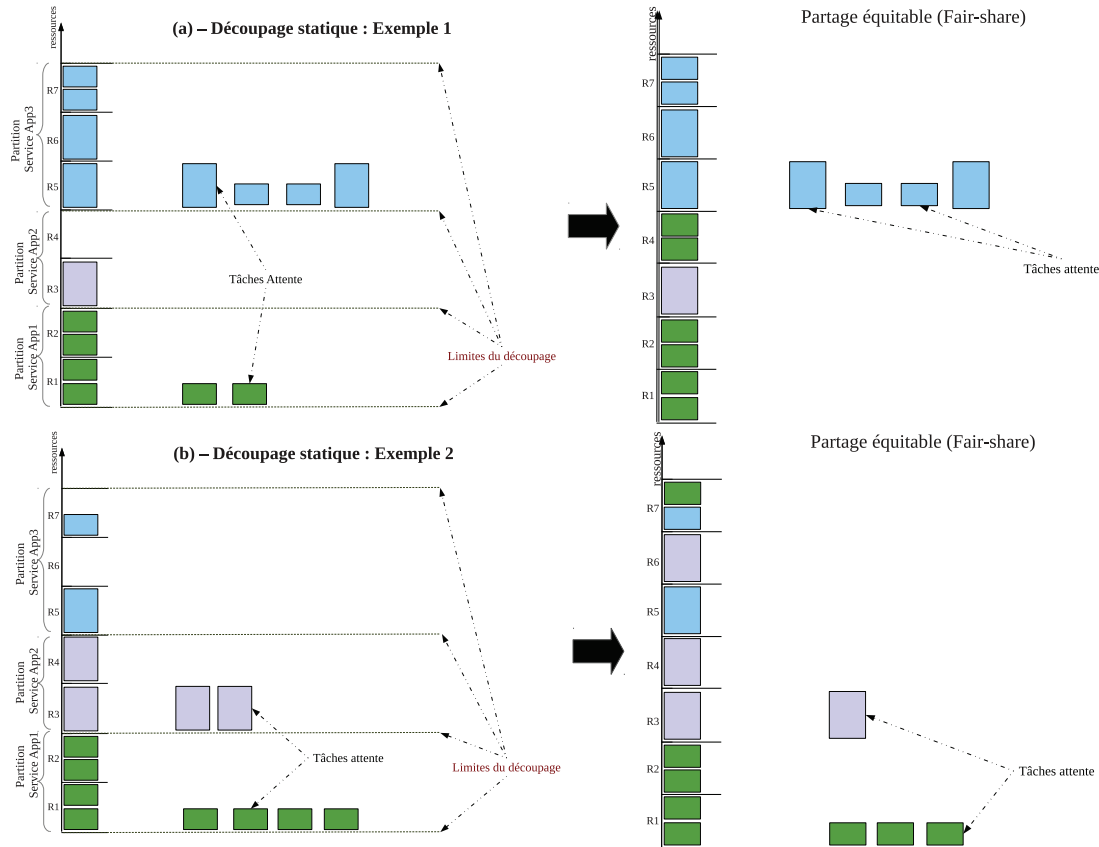 (a) – Découpage statique : Exemple 1
ressources
Partition
Service App3
R7
R6
R5
Partition
Service App2
R4
R3
Partition
Service App1
R2
R1
Tâches Attente
Limites du découpage
Partage équitable (Fair-share)
ressources
R7
R6
R5
R4
R3
R2
R1
Tâches attente
(b) – Découpage statique : Exemple 2
ressources
Partition
Service App3
R7
R6
R5
Partition
Service App2
R4
R3
Partition
Service App1
R2
R1
Tâches attente
Limites du découpage
Partage équitable (Fair-share)
ressources
R7
R6
R5
R4
R3
R2
R1
Tâches attente